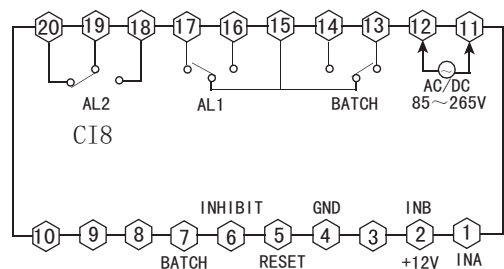 20 19 18 17 16 15 14 13 12 11
AL2 AL1 BATCH AC/DC
85～265V
CI8
INHIBIT GND INB
10 9 8 7 6 5 4 3 2 1
BATCH RESET +12V INA